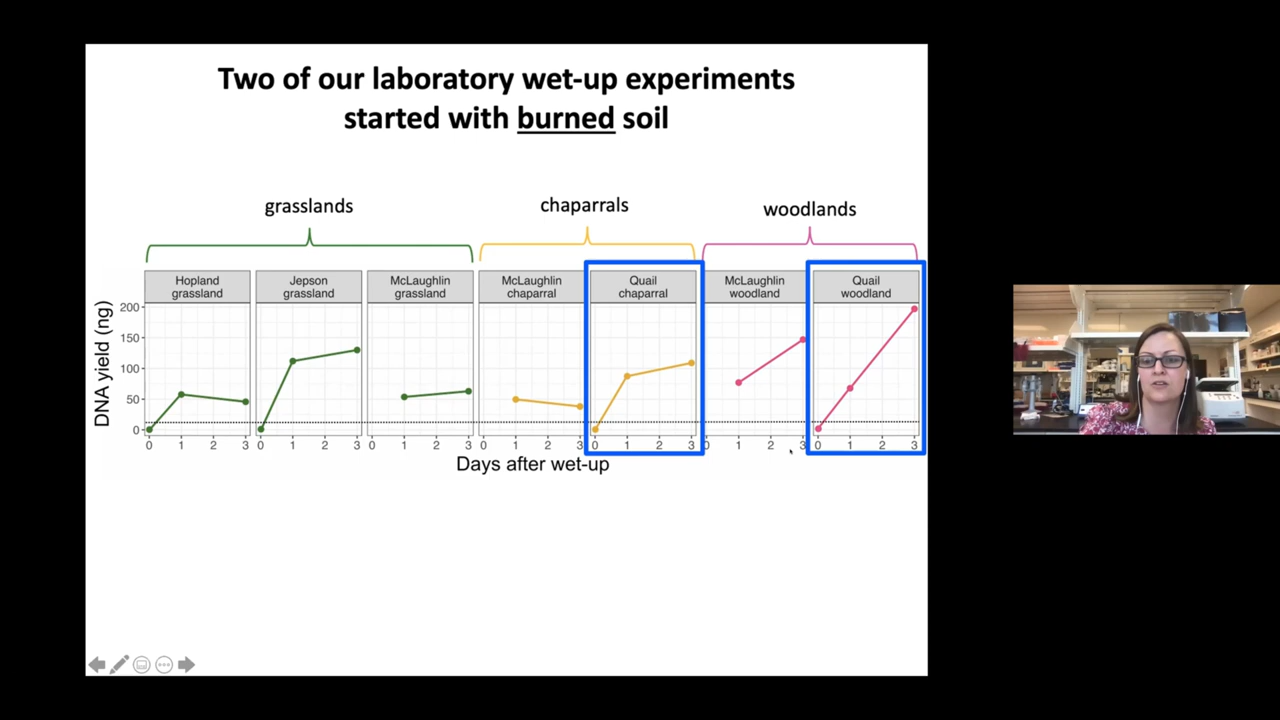 Two of our laboratory wet-up experiments
started with burned soil
grasslands
chaparrals
woodlands
Hopland
grassland
Jepson
grassland
McLaughlin
grassland
McLaughlin
chaparral
Quail
chaparral
McLaughlin
woodland
Quail
woodland
DNA yield (ng)
200
150
100
50
0
0 1 2 3
0 1 2 3
0 1 2 3
0 1 2 3
0 1 2 3
0 1 2 3
0 1 2 3
Days after wet-up